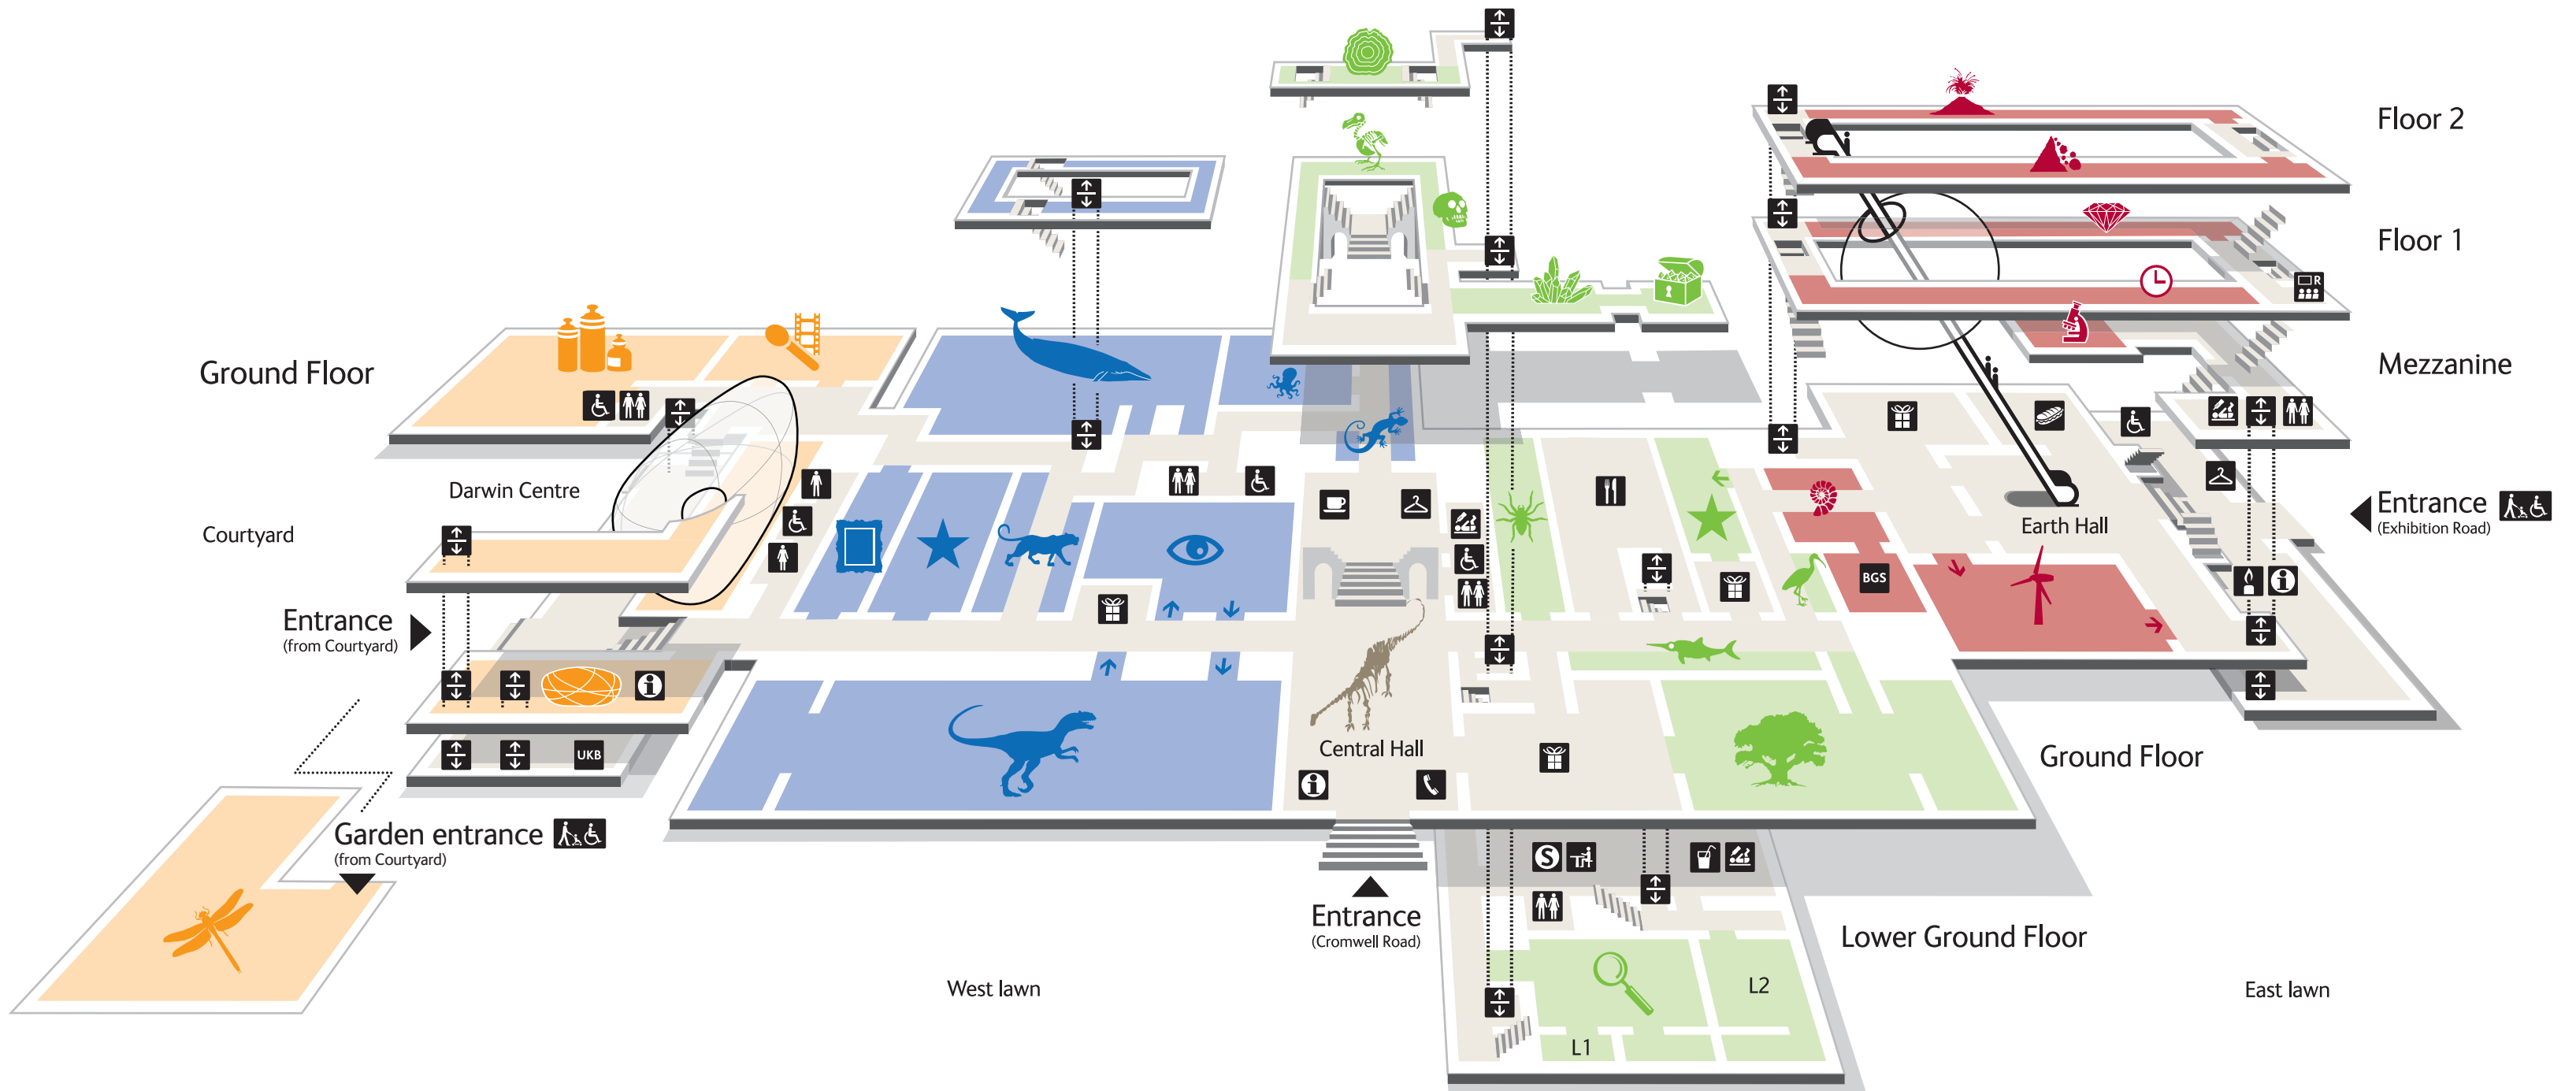 Floor 2
Floor 1
R
Mezzanine
Ground Floor
Darwin Centre
Courtyard
Entrance
(Exhibition Road)
Earth Hall
BGS
Entrance
(from Courtyard)
i
i
UKB
Central Hall
i
Ground Floor
Garden entrance
(from Courtyard)
S
Entrance
(Cromwell Road)
Lower Ground Floor
West lawn
L2
East lawn
L1